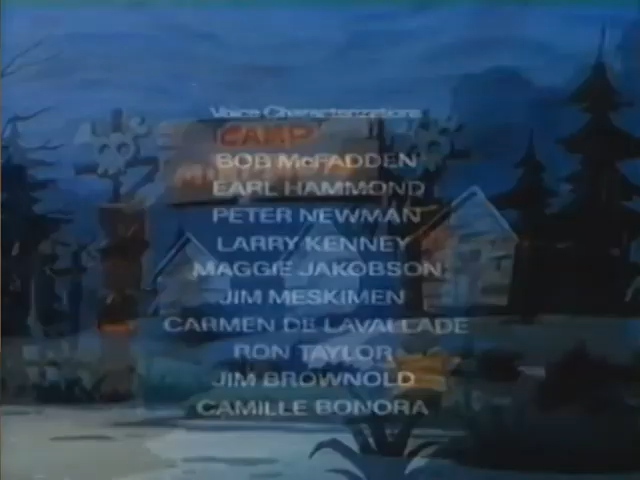 Voice Characterizations
CAMP
BOB McFADDEN
EARL HAMMOND
PETER NEWMAN
LARRY KENNEY
MAGGIE JAKOBSON
JIM MESKIMEN
CARMEN DE LAVALLADE
RON TAYLOR
JIM BROWNOLD
CAMILLE BONORA